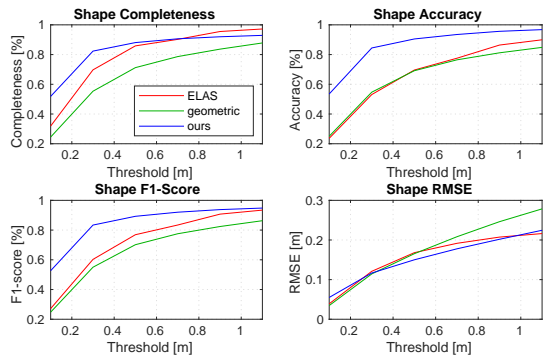 Shape Completeness
Completeness [%]
1
0.8
0.6
0.4
0.2
0.2 0.4 0.6 0.8 1
Threshold [m]
ELAS
geometric
ours
Shape Accuracy
Accuracy [%]
1
0.8
0.6
0.4
0.2
0.2 0.4 0.6 0.8 1
Threshold [m]
Shape F1-Score
F1-score [%]
1
0.8
0.6
0.4
0.2
0.2 0.4 0.6 0.8 1
Threshold [m]
Shape RMSE
RMSE [m]
0.3
0.2
0.1
0
0.2 0.4 0.6 0.8 1
Threshold [m]